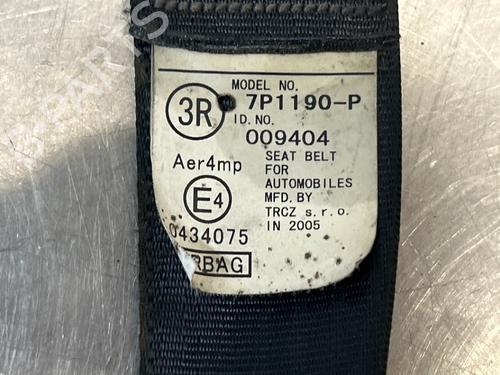 MODEL NO.
3R 7P1190-P
ID.NO.
009404
Aer4mp
SEAT BELT
FOR
AUTOMOBILES
MFD.BY
TRCZ s.r.o.
IN 2005
E4
0434075
RBAG